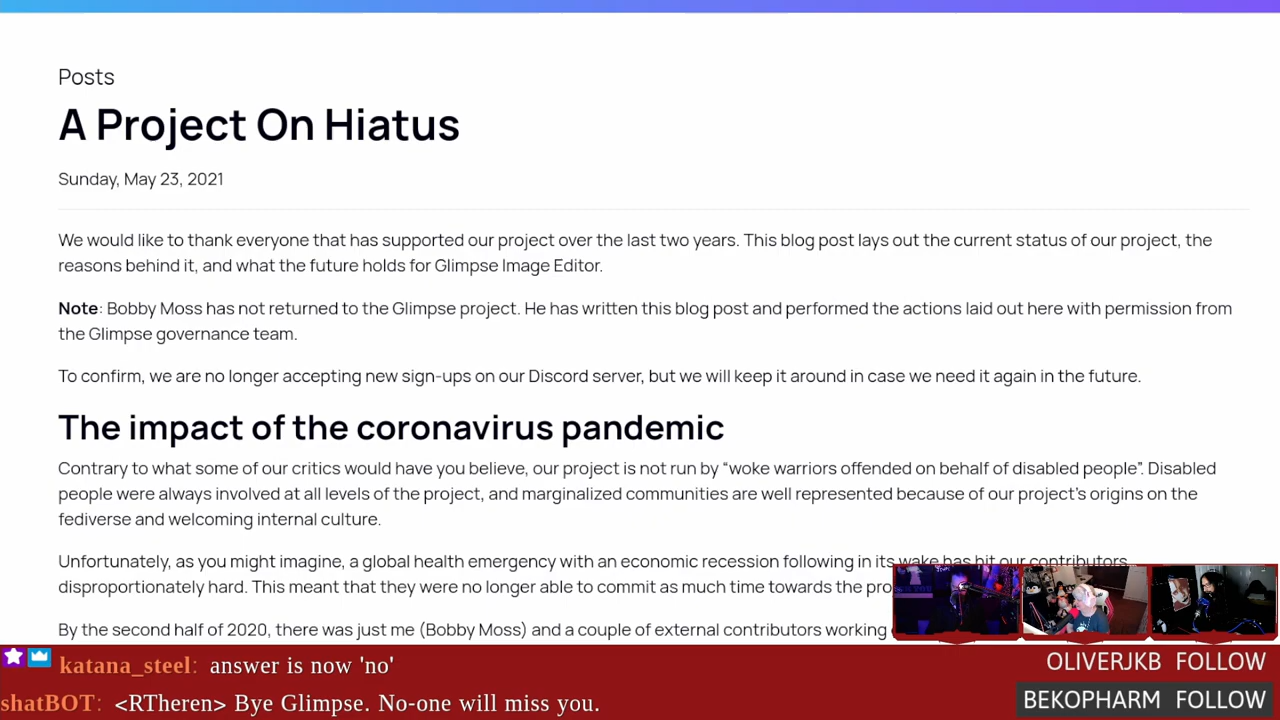 Posts
A Project On Hiatus
Sunday, May 23, 2021
We would like to thank everyone that has supported our project over the last two years. This blog post lays out the current status of our project, the
reasons behind it, and what the future holds for Glimpse Image Editor.
Note: Bobby Moss has not returned to the Glimpse project. He has written this blog post and performed the actions laid out here with permission from
the Glimpse governance team.
To confirm, we are no longer accepting new sign-ups on our Discord server, but we will keep it around in case we need it again in the future.
The impact of the coronavirus pandemic
Contrary to what some of our critics would have you believe, our project is not run by “woke warriors offended on behalf of disabled people”. Disabled
people were always involved at all levels of the project, and marginalized communities are well represented because of our project's origins on the
fediverse and welcoming internal culture.
Unfortunately, as you might imagine, a global health emergency with an economic recession following in its wake has hit our contributors
disproportionately hard. This meant that they were no longer able to commit as much time towards the
By the second half of 2020, there was just me (Bobby Moss) and a couple of external contributors working
katana_steel: answer is now 'no'
shatBOT: <RTheren> Bye Glimpse. No-one will miss you.
OLIVERJKB FOLLOW
BEKOPHARM FOLLOW